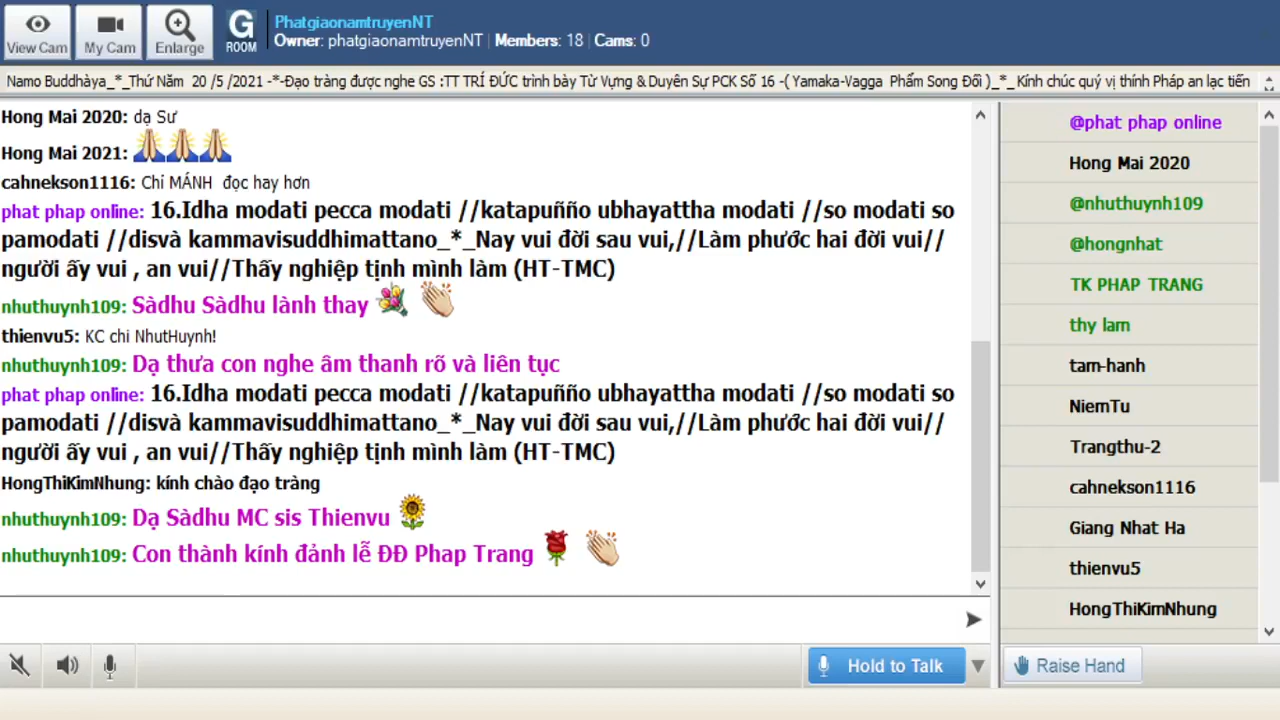 View Cam
My Cam
Enlarge
G
ROOM
PhatgiaonamtruyenNT
Owner: phatgiaonamtruyenNT | Members: 18 | Cams: 0
Namo Buddhàya_*_Thứ Năm 20 /5 /2021 -*-Đạo tràng được nghe GS :TT TRÍ ĐỨC trình bày Từ Vựng & Duyên Sự PCK Số 16 -( Yamaka-Vagga Phẩm Song Đối )_*_ Kính chúc quý vị thính Pháp an lạc tiến
Hong Mai 2020: dạ Sư
Hong Mai 2021:
cahnekson1116: Chí MÁNH đọc hay hơn
phat phap online: 16.Idha modati pecca modati //katapuñño ubhayattha modati //so modati so
pamodati //disvà kammavisuddhimattano_*_Nay vui đời sau vui,//Làm phước hai đời vui//
người ấy vui , an vui//Thấy nghiệp tịnh mình làm (HT-TMC)
nhuthuynh109: Sàdhu Sàdhu lành thay
thienvu5: KC chi NhutHuynh!
nhuthuynh109: Dạ thưa con nghe âm thanh rõ và liên tục
phat phap online: 16.Idha modati pecca modati //katapuñño ubhayattha modati //so modati so
pamodati //disvà kammavisuddhimattano_*_Nay vui đời sau vui,//Làm phước hai đời vui//
người ấy vui , an vui//Thấy nghiệp tịnh mình làm (HT-TMC)
HongThiKimNhung: kính chào đạo tràng
nhuthuynh109: Dạ Sàdhu MC sis Thienvu
nhuthuynh109: Con thành kính đảnh lễ ĐĐ Phap Trang
@phat phap online
Hong Mai 2020
@nhuthuynh109
@hongnhat
TK PHAP TRANG
thy lam
tam-hanh
NiemTu
Trangthu-2
cahnekson1116
Giang Nhat Ha
thienvu5
HongThiKimNhung
Hold to Talk
Raise Hand